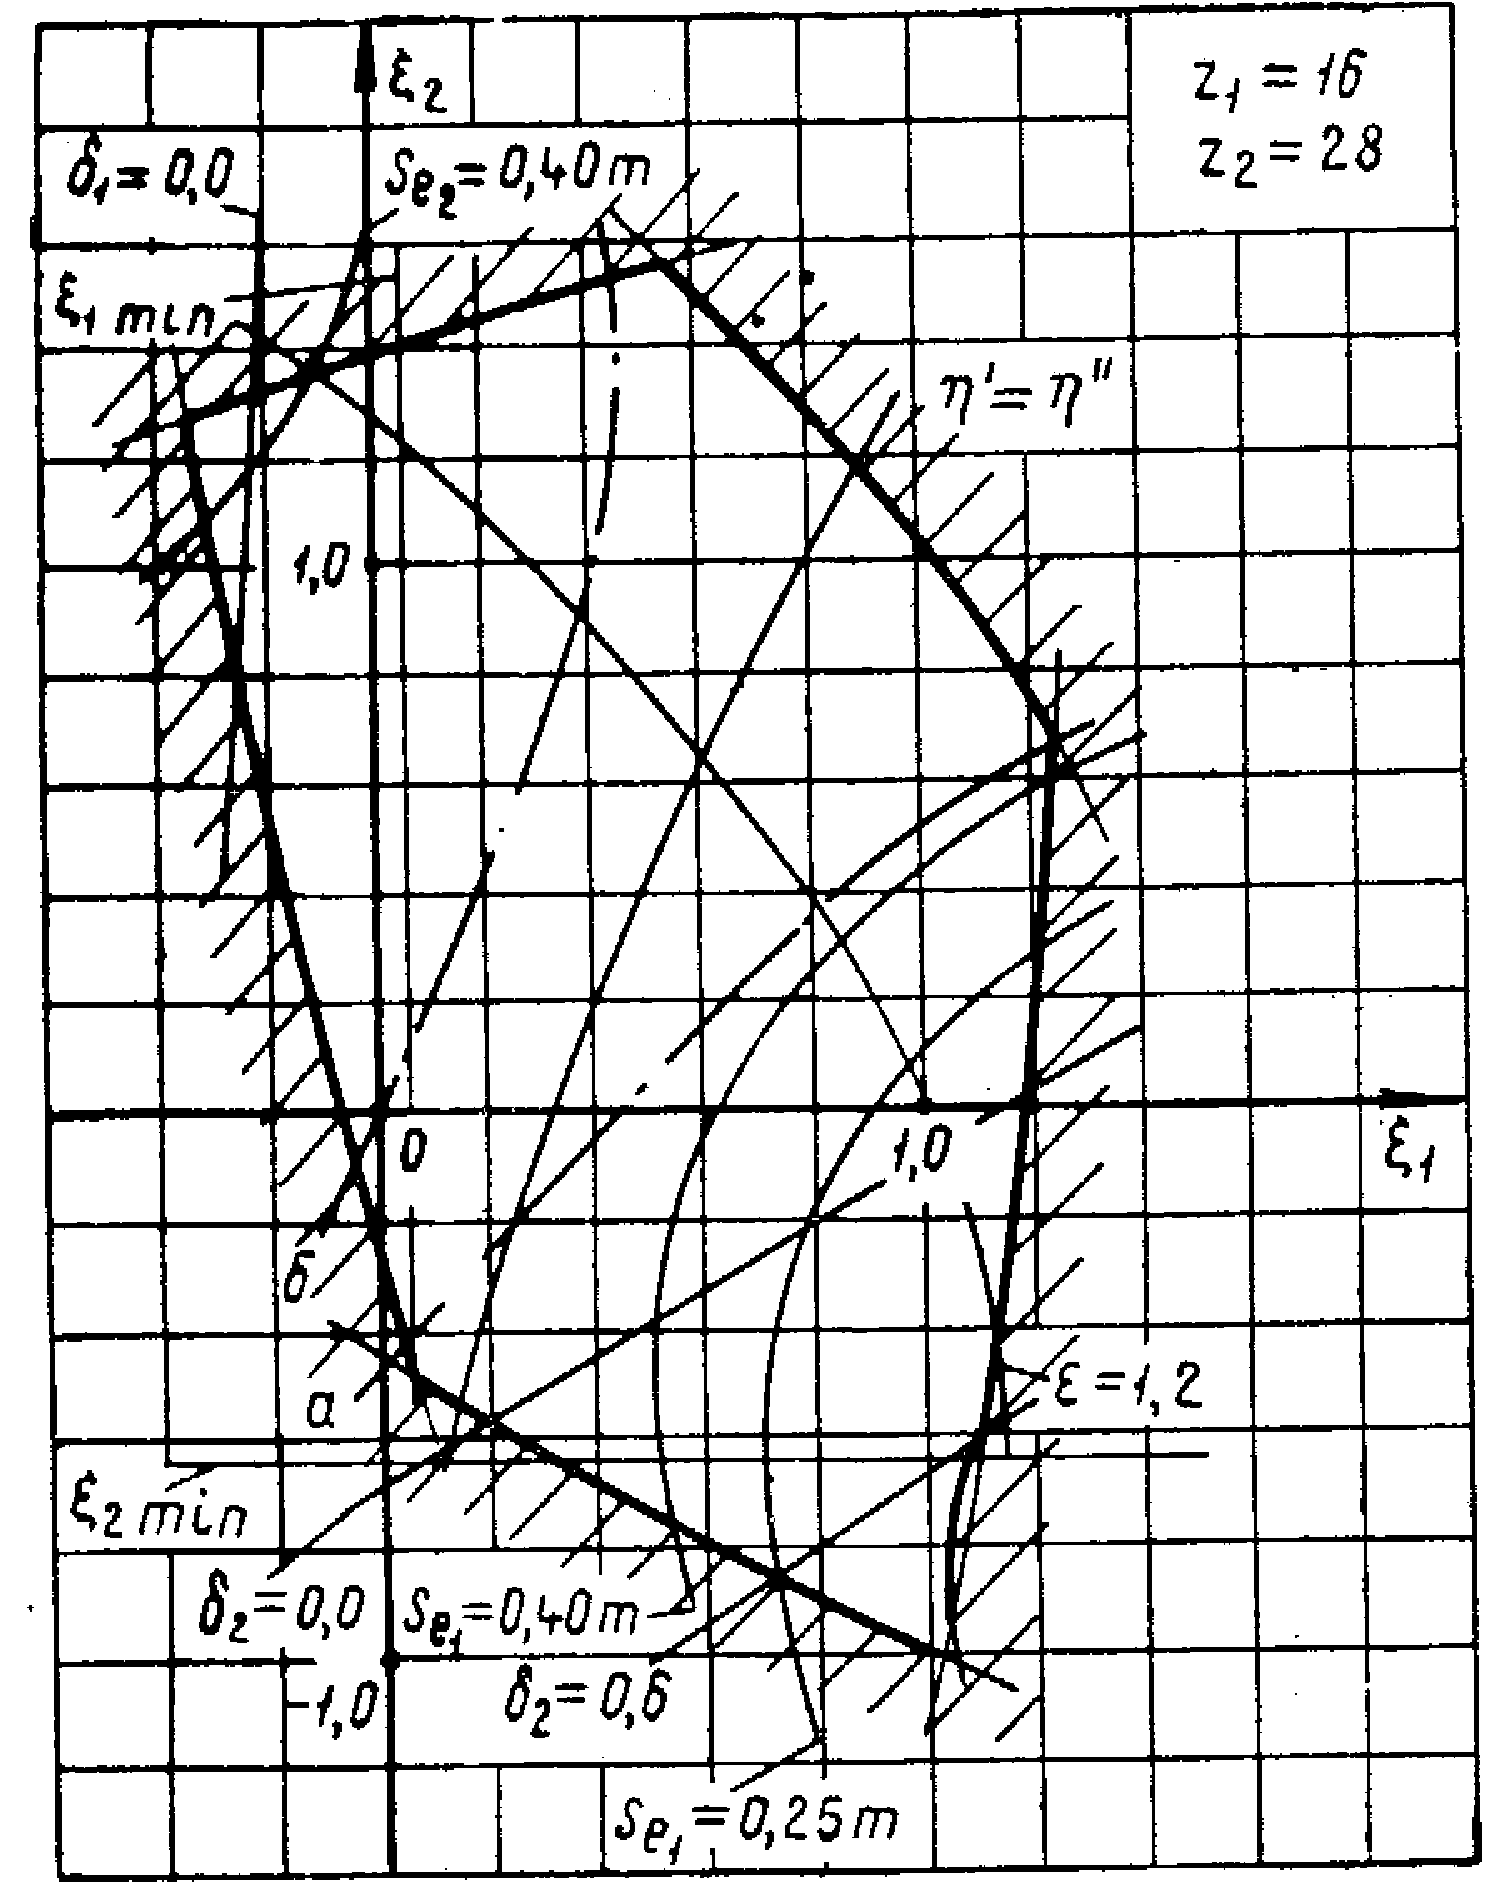 ξ₂
z₁ = 16
z₂ = 28
δ₁ = 0,0
Se₂ = 0,40 m
ξ₁ min
η' = η"
1,0
0
1,0
ξ₁
б
а
ε = 1,2
ξ₂ min
δ₂ = 0,0
Se₁ = 0,40 m
-1,0
δ₂ = 0,6
Se₁ = 0,25 m